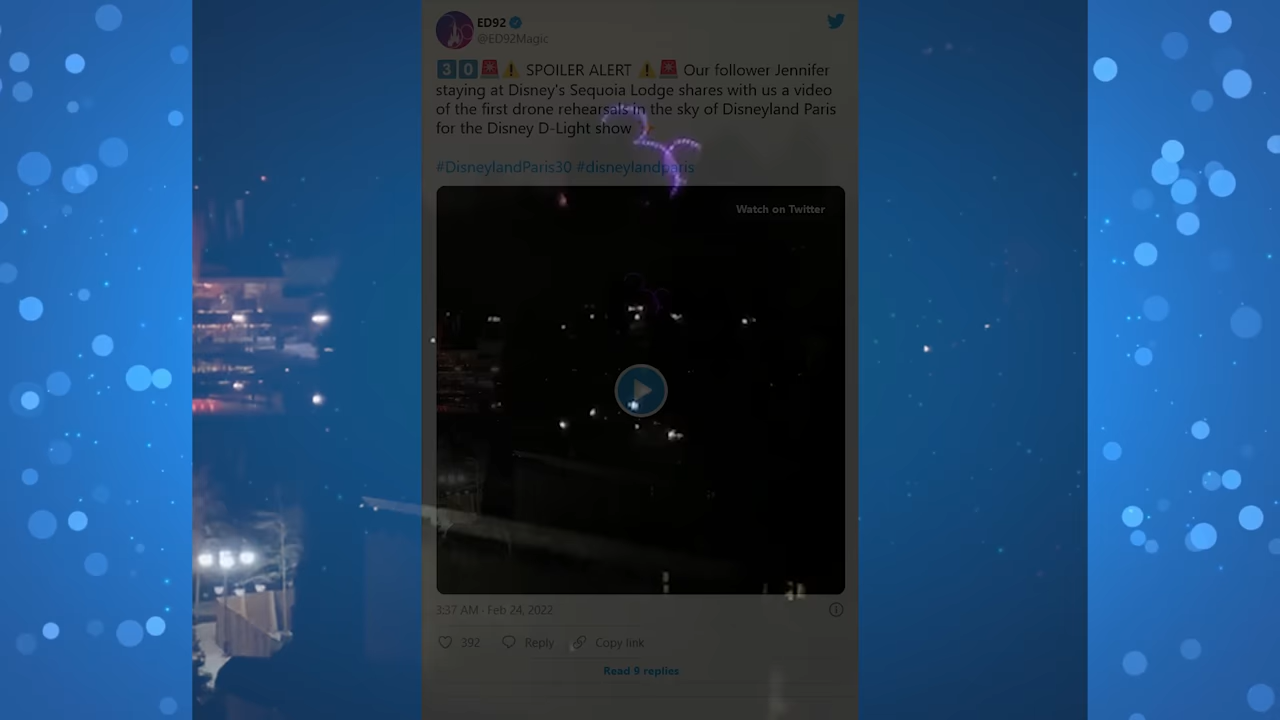 ED92
@ED92Magic
30🚨⚠️ SPOILER ALERT ⚠️🚨 Our follower Jennifer
staying at Disney's Sequoia Lodge shares with us a video
of the first drone rehearsals in the sky of Disneyland Paris
for the Disney D-Light show
#DisneylandParis30 #disneylandparis
Watch on Twitter
3:37 AM · Feb 24, 2022
392 Reply Copy link
Read 9 replies